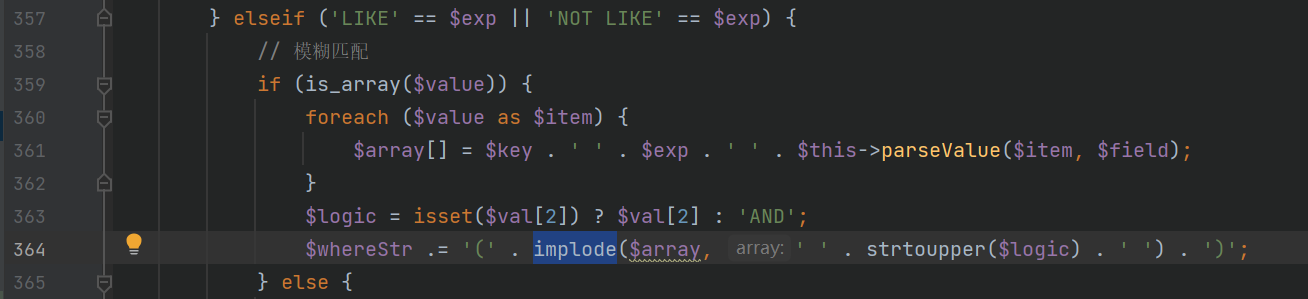 357 } elseif ('LIKE' == $exp || 'NOT LIKE' == $exp) {
358 // 模糊匹配
359 if (is_array($value)) {
360 foreach ($value as $item) {
361 $array[] = $key . ' ' . $exp . ' ' . $this->parseValue($item, $field);
362 }
363 $logic = isset($val[2]) ? $val[2] : 'AND';
364 $whereStr .= '(' . implode($array, array: ' ' . strtoupper($logic) . ' ') . ')';
365 } else {